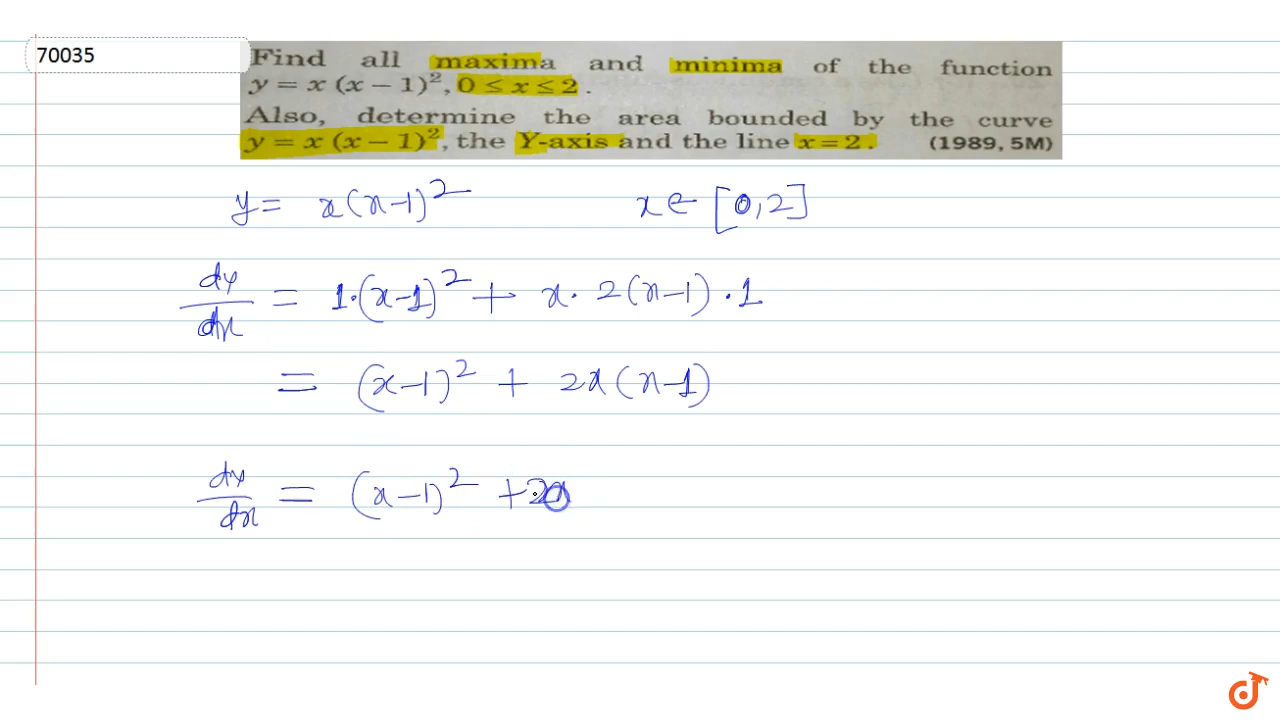 70035
Find all maxima and minima of the function
y = x (x − 1)², 0 ≤ x ≤ 2 .
Also, determine the area bounded by the curve
y = x (x − 1)², the Y-axis and the line x = 2 . (1989, 5M)
y = x(x-1)² x ∈ [0,2]
dy/dx = 1·(x-1)² + x· 2(x-1) ·1
= (x-1)² + 2x(x-1)
dy/dx = (x-1)² +